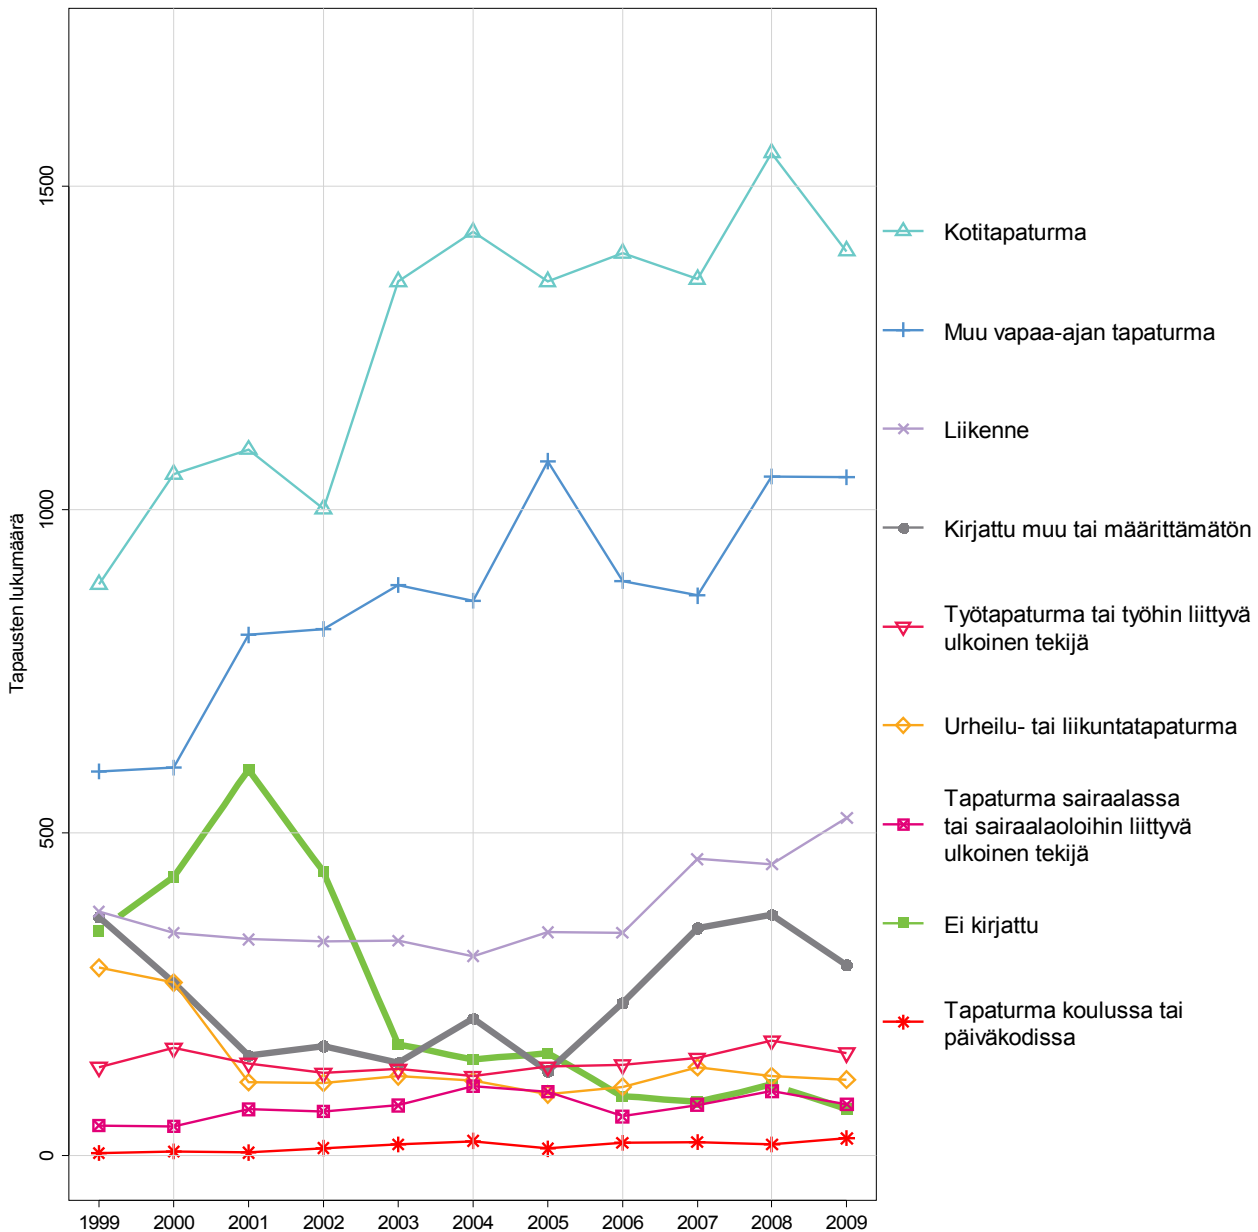 Tapausten lukumäärä
1500
1000
500
0
1999 2000 2001 2002 2003 2004 2005 2006 2007 2008 2009
Kotitapaturma
Muu vapaa-ajan tapaturma
Liikenne
Kirjattu muu tai määrittämätön
Työtapaturma tai työhin liittyvä
ulkoinen tekijä
Urheilu- tai liikuntatapaturma
Tapaturma sairaalassa
tai sairaalaoloihin liittyvä
ulkoinen tekijä
Ei kirjattu
Tapaturma koulussa tai
päiväkodissa